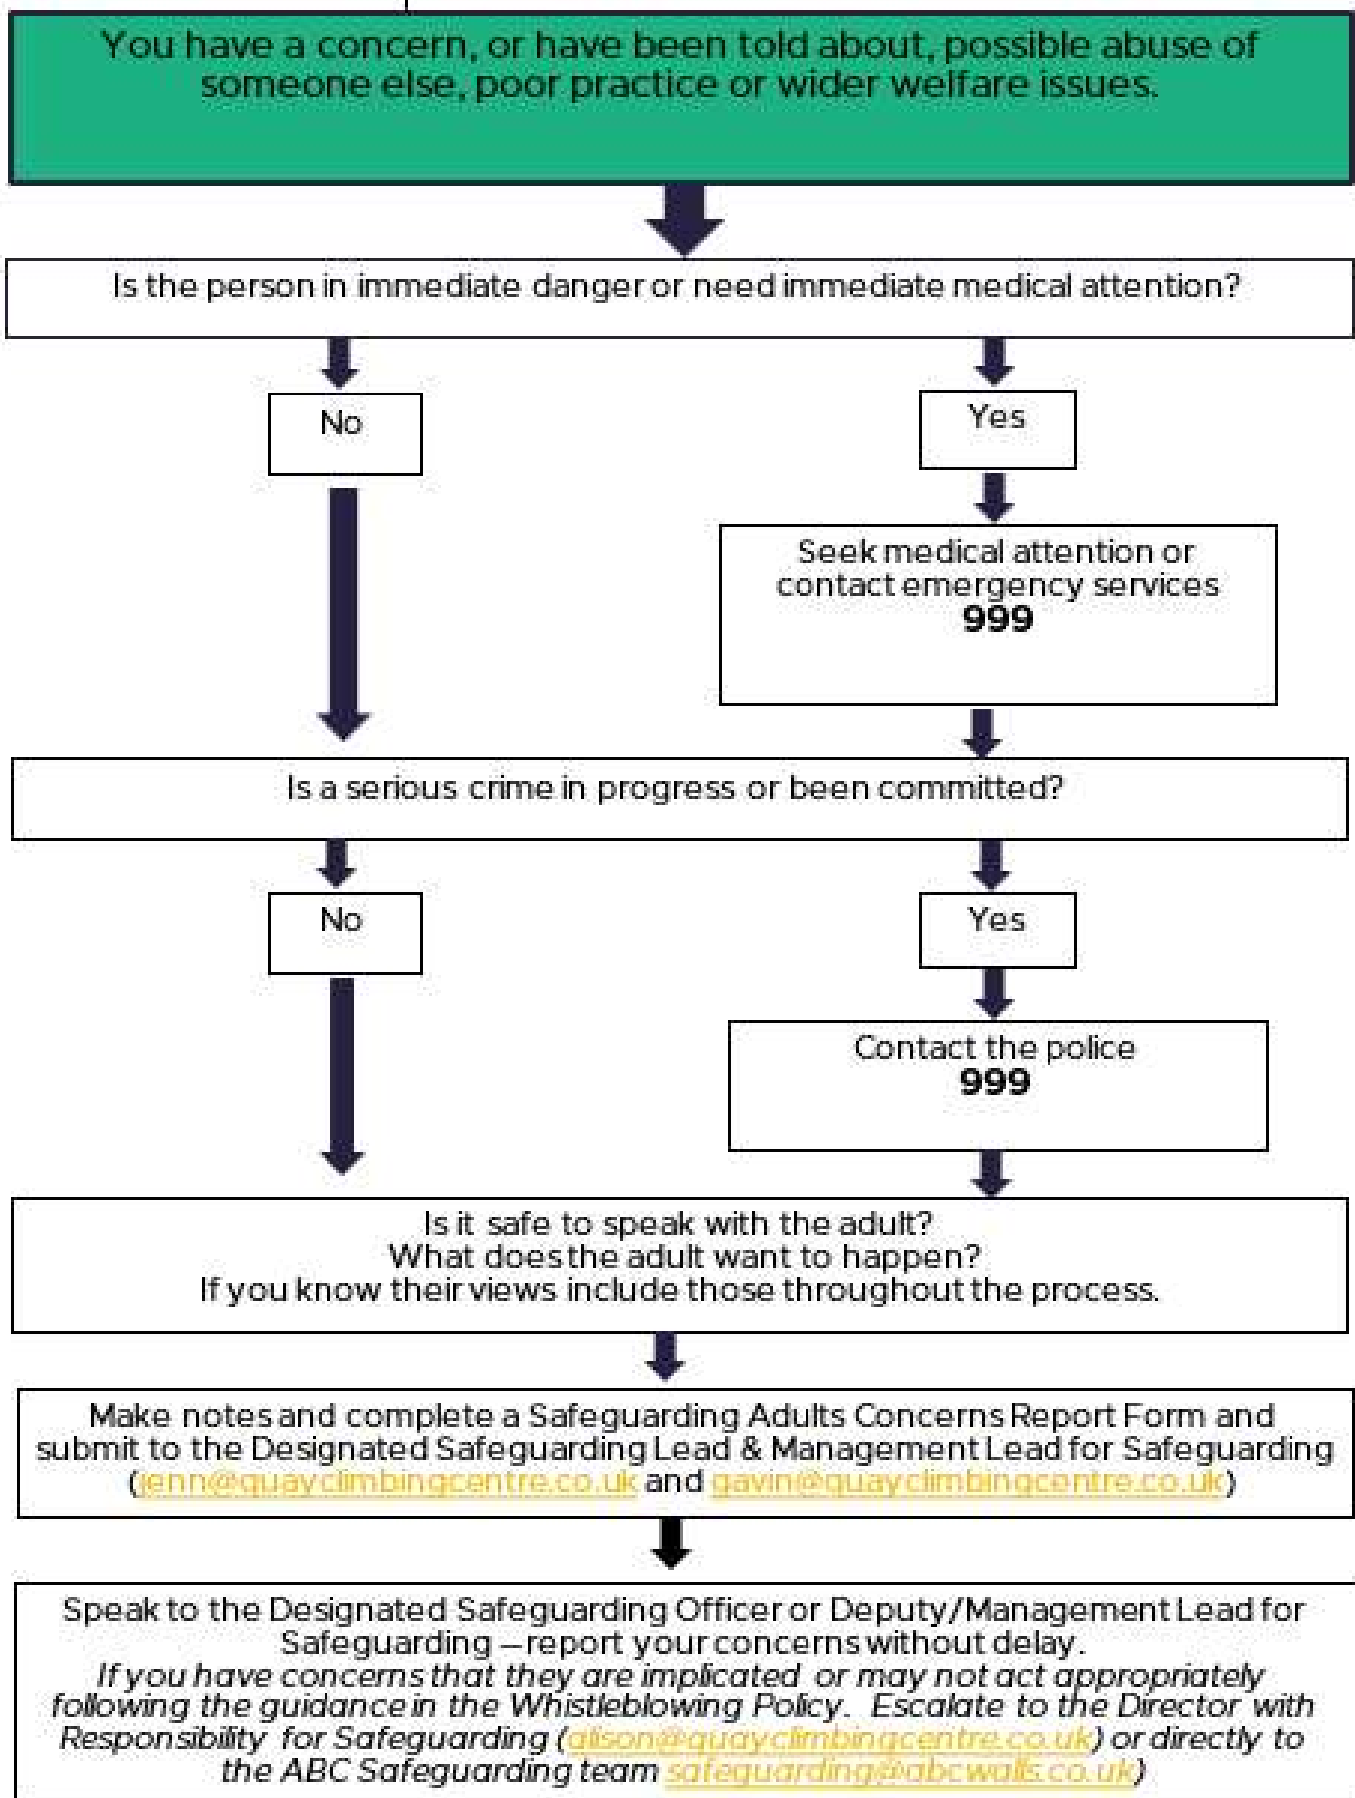 You have a concern, or have been told about, possible abuse of
someone else, poor practice or wider welfare issues.
Is the person in immediate danger or need immediate medical attention?
No
Yes
Seek medical attention or
contact emergency services
999
Is a serious crime in progress or been committed?
No
Yes
Contact the police
999
Is it safe to speak with the adult?
What does the adult want to happen?
If you know their views include those throughout the process.
Make notes and complete a Safeguarding Adults Concerns Report Form and
submit to the Designated Safeguarding Lead & Management Lead for Safeguarding
(jenn@quayclimbingcentre.co.uk and gavin@quayclimbingcentre.co.uk)
Speak to the Designated Safeguarding Officer or Deputy/Management Lead for
Safeguarding – report your concerns without delay.
If you have concerns that they are implicated or may not act appropriately
following the guidance in the Whistleblowing Policy. Escalate to the Director with
Responsibility for Safeguarding (alison@quayclimbingcentre.co.uk) or directly to
the ABC Safeguarding team safeguarding@abcwalls.co.uk)